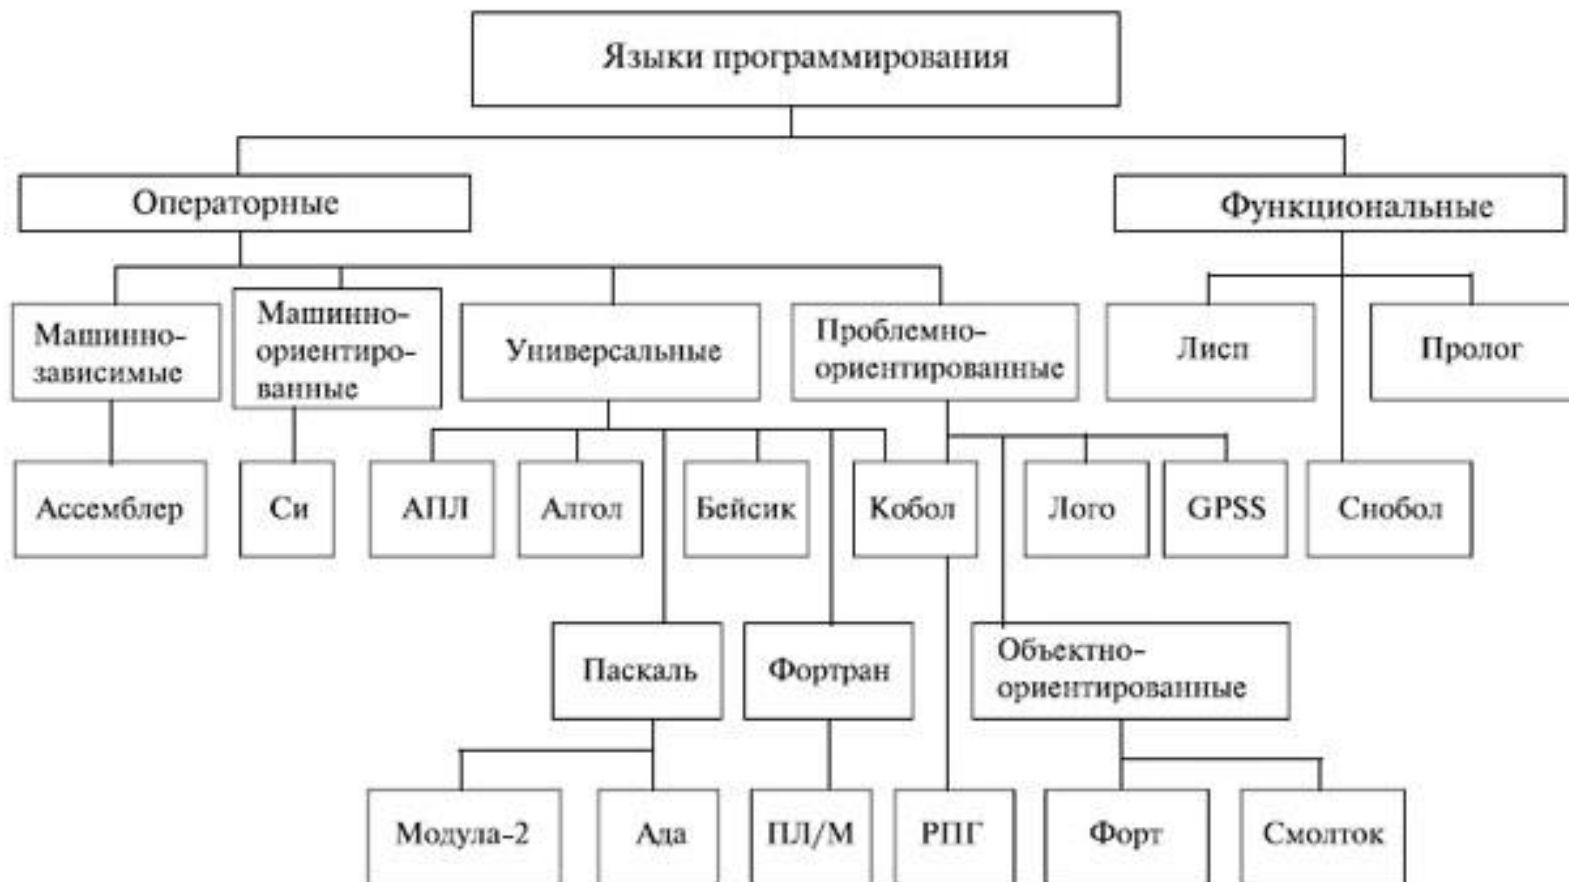 Языки программирования
Операторные
Функциональные
Машинно-
зависимые
Машинно-
ориентиро-
ванные
Универсальные
Проблемно-
ориентированные
Лисп
Пролог
Ассемблер
Си
АПЛ
Алгол
Бейсик
Кобол
Лого
GPSS
Снобол
Паскаль
Фортран
Объектно-
ориентированные
Модула-2
Ада
ПЛ/М
РПГ
Форт
Смолток